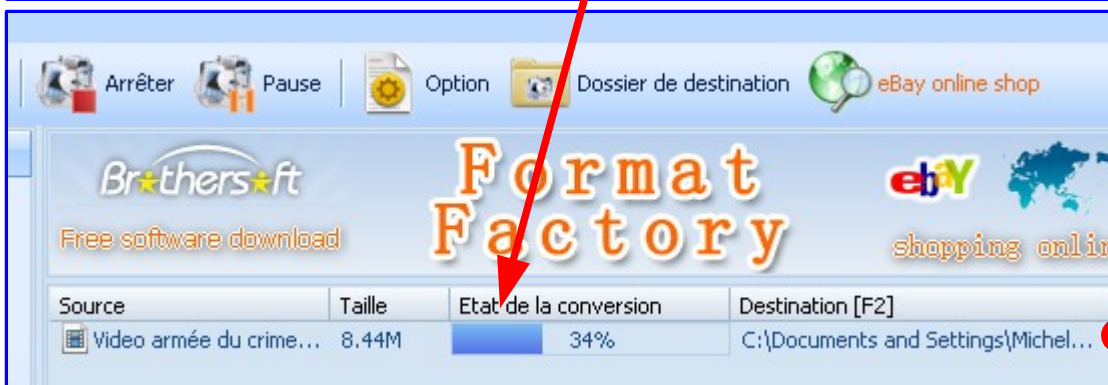 Arrêter Pause Option Dossier de destination eBay online shop
Brothersoft
Free software download
Format
Factory
ebaY
shopping onlin
Source Taille Etat de la conversion Destination [F2]
Video armée du crime... 8.44M 34% C:\Documents and Settings\Michel...